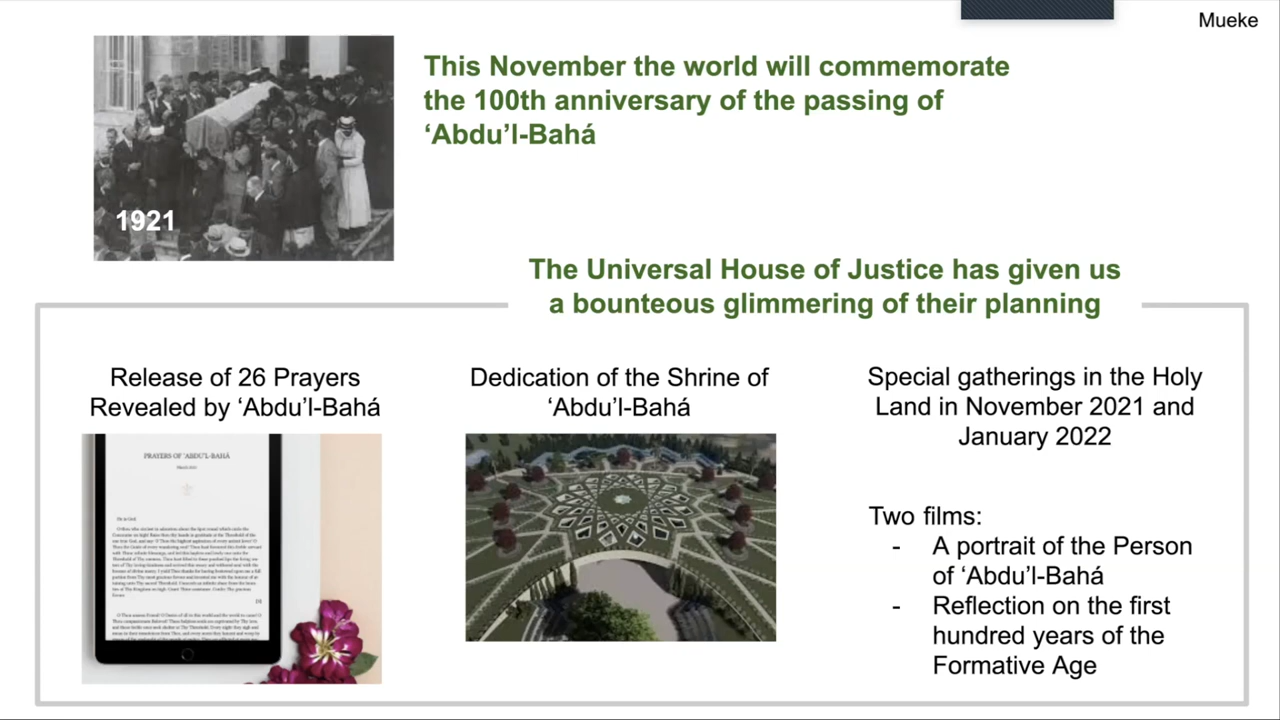 Mueke
This November the world will commemorate
the 100th anniversary of the passing of
‘Abdu’l-Bahá
1921
The Universal House of Justice has given us
a bounteous glimmering of their planning
Release of 26 Prayers
Revealed by ‘Abdu’l-Bahá
PRAYERS OF ‘ABDU’L-BAHÁ
Dedication of the Shrine of
‘Abdu’l-Bahá
Special gatherings in the Holy
Land in November 2021 and
January 2022
Two films:
- A portrait of the Person
of ‘Abdu’l-Bahá
- Reflection on the first
hundred years of the
Formative Age